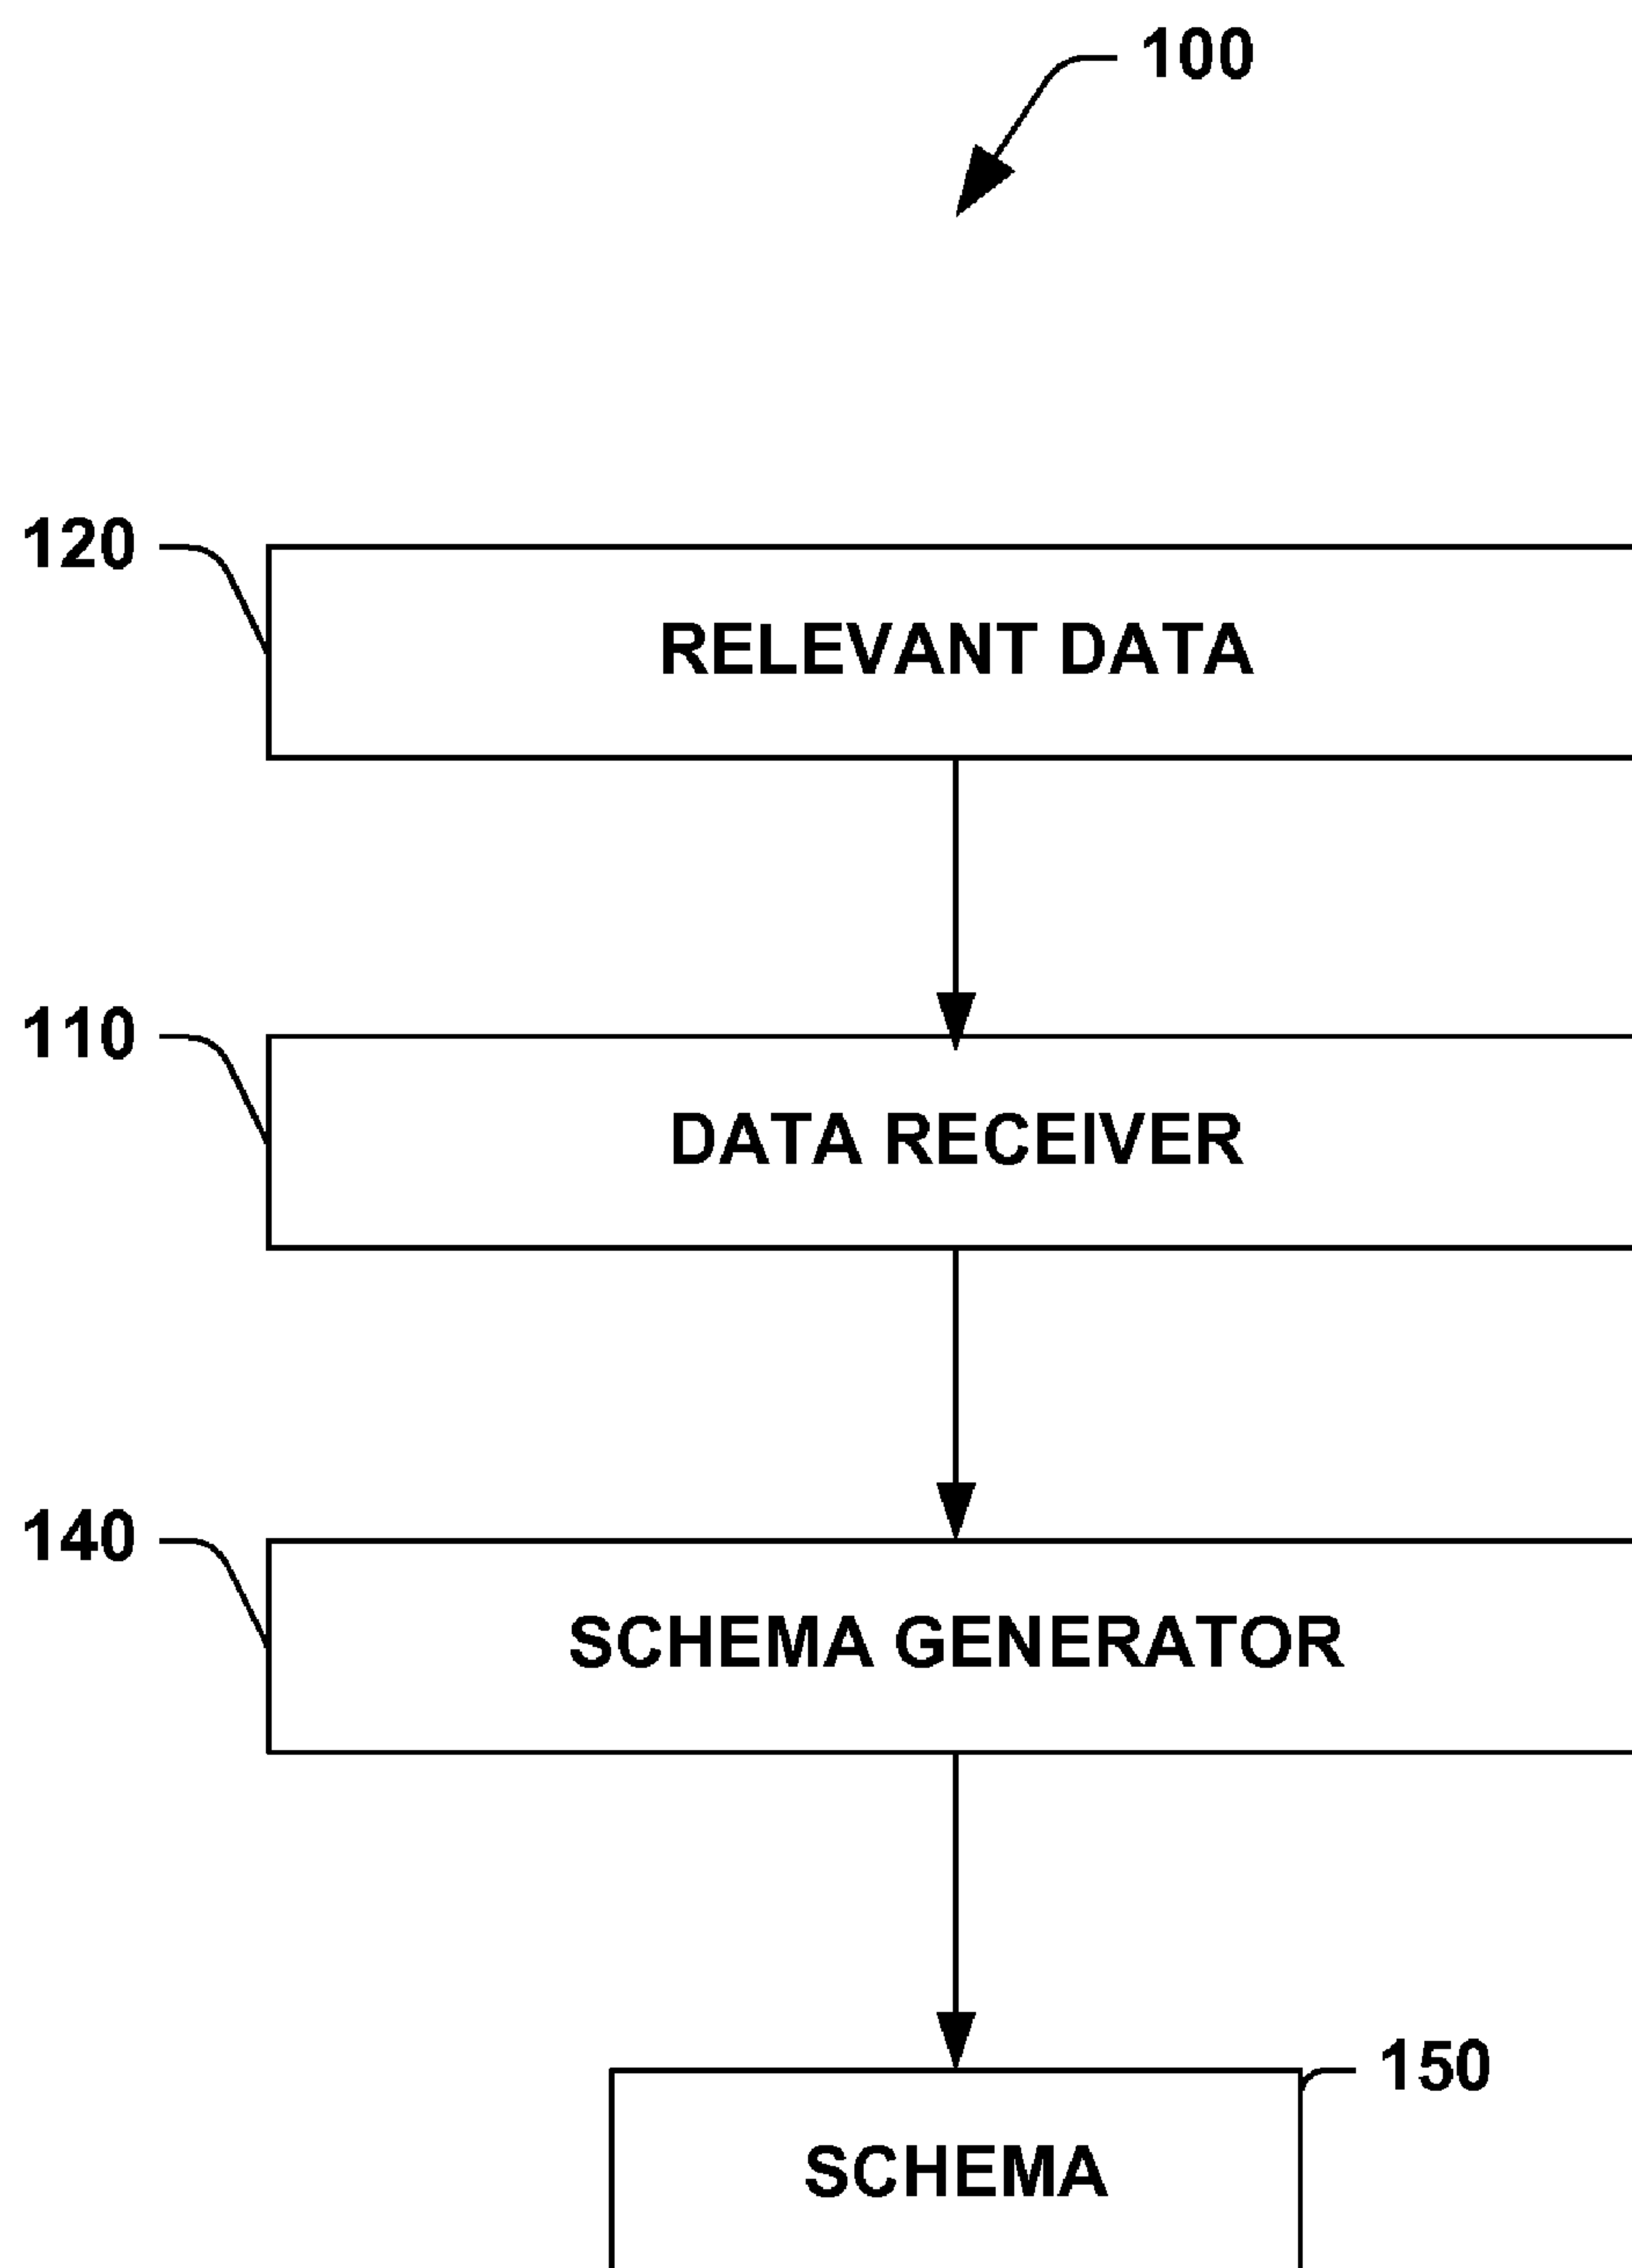 100
120
RELEVANT DATA
110
DATA RECEIVER
140
SCHEMA GENERATOR
150
SCHEMA